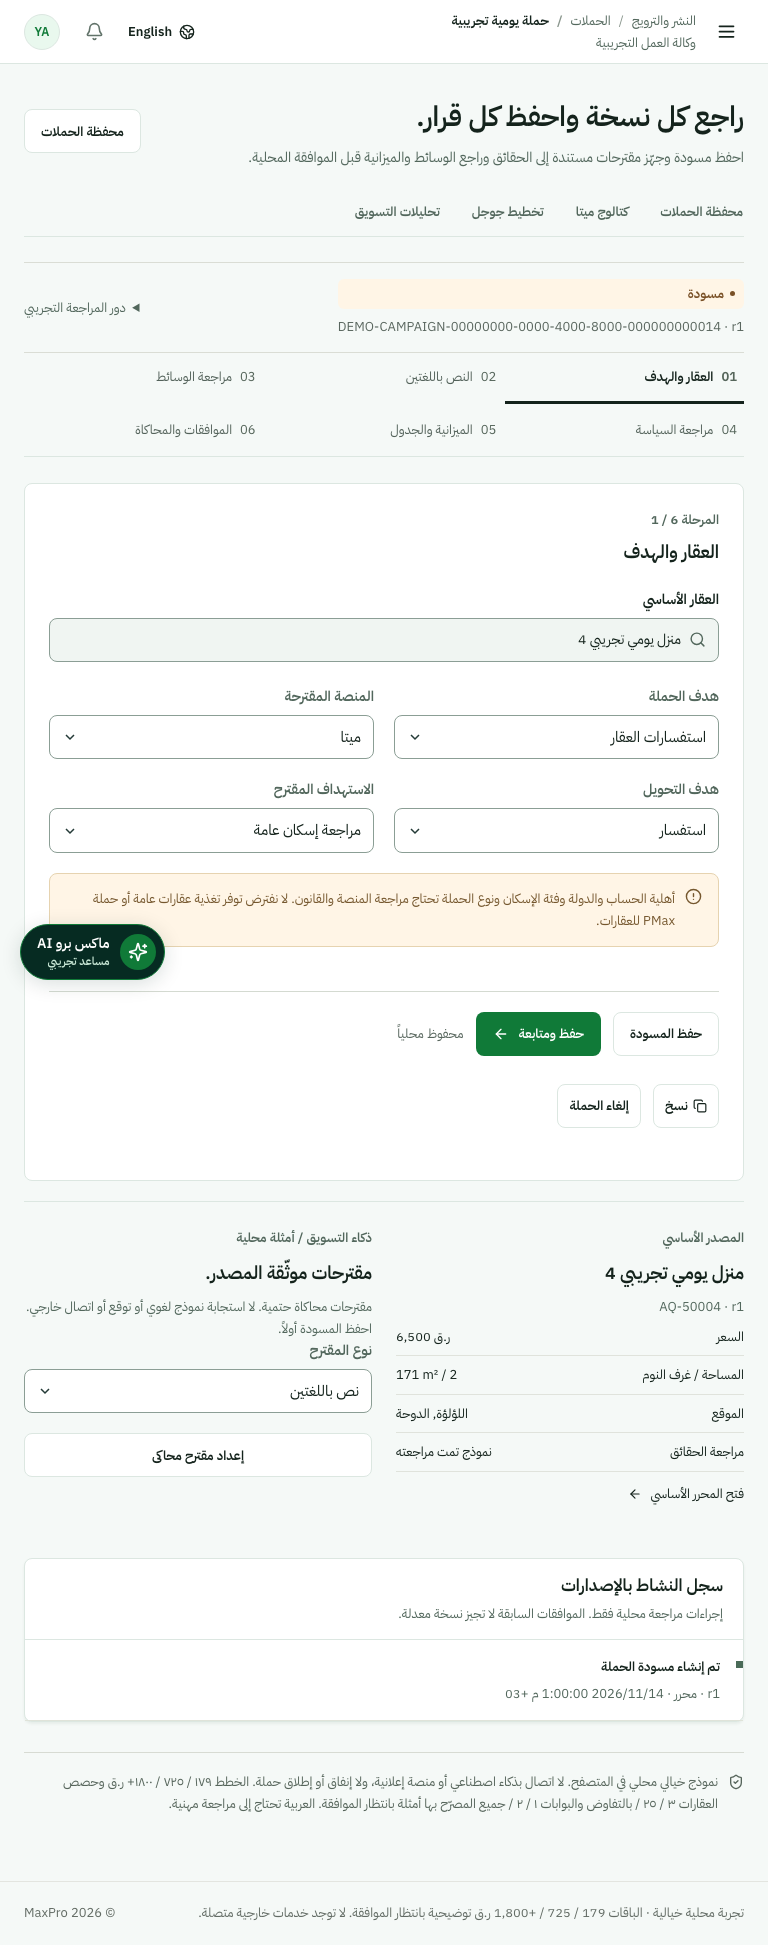 النشر والترويج / الحملات / حملة يومية تجريبية
وكالة العمل التجريبية
English
YA
راجع كل نسخة واحفظ كل قرار.
احفظ مسودة وجهّز مقترحات مستندة إلى الحقائق وراجع الوسائط والميزانية قبل الموافقة المحلية.
محفظة الحملات
محفظة الحملات
كتالوج ميتا
تخطيط جوجل
تحليلات التسويق
مسودة
DEMO-CAMPAIGN-00000000-0000-4000-8000-000000000014 · r1
دور المراجعة التجريبي
01 العقار والهدف
02 النص باللغتين
03 مراجعة الوسائط
04 مراجعة السياسة
05 الميزانية والجدول
06 الموافقات والمحاكاة
المرحلة 6 / 1
العقار والهدف
العقار الأساسي
منزل يومي تجريبي 4
هدف الحملة
المنصة المقترحة
استفسارات العقار
ميتا
هدف التحويل
الاستهداف المقترح
استفسار
مراجعة إسكان عامة
أهلية الحساب والدولة وفئة الإسكان ونوع الحملة تحتاج مراجعة المنصة والقانون. لا نفترض توفر تغذية عقارات عامة أو حملة
PMax للعقارات.
ماكس برو AI
مساعد تجريبي
حفظ المسودة
حفظ ومتابعة
محفوظ محلياً
نسخ
إلغاء الحملة
المصدر الأساسي
منزل يومي تجريبي 4
AQ-50004 · r1
السعر
6,500 ر.ق
المساحة / غرف النوم
171 m² / 2
الموقع
اللؤلؤة, الدوحة
مراجعة الحقائق
نموذج تمت مراجعته
فتح المحرر الأساسي
ذكاء التسويق / أمثلة محلية
مقترحات موثّقة المصدر.
مقترحات محاكاة حتمية. لا استجابة نموذج لغوي أو توقع أو اتصال خارجي.
احفظ المسودة أولاً.
نوع المقترح
نص باللغتين
إعداد مقترح محاكى
سجل النشاط بالإصدارات
إجراءات مراجعة محلية فقط. الموافقات السابقة لا تجيز نسخة معدلة.
تم إنشاء مسودة الحملة
r1 · محرر · 2026/11/14 1:00:00 م +03
نموذج خيالي محلي في المتصفح. لا اتصال بذكاء اصطناعي أو منصة إعلانية، ولا إنفاق أو إطلاق حملة. الخطط ١٧٩ / ٧٢٥ / ١٨٠٠+ ر.ق وحصص
العقارات ٣ / ٢٥ / بالتفاوض والبوابات ١ / ٢ / جميع المصرّح بها أمثلة بانتظار الموافقة. العربية تحتاج إلى مراجعة مهنية.
تجربة محلية خيالية · الباقات 179 / 725 / +1,800 ر.ق توضيحية بانتظار الموافقة. لا توجد خدمات خارجية متصلة.
© 2026 MaxPro